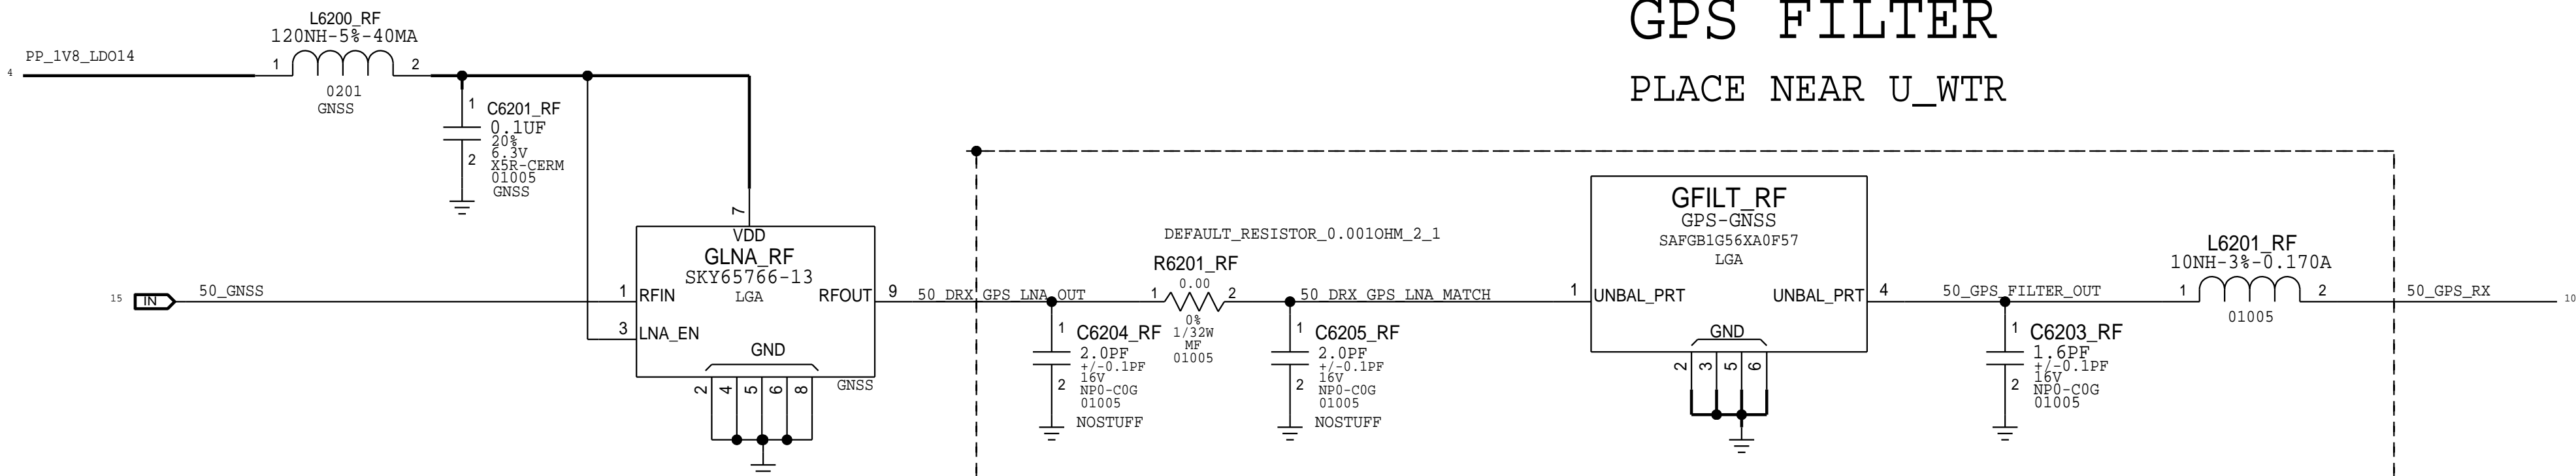 GPS FILTER
PLACE NEAR U_WTR
L6200_RF
120NH-5%-40MA
PP_1V8_LDO14
4
1
2
0201
GNSS
1
C6201_RF
0.1UF
20%
6.3V
X5R-CERM
01005
GNSS
2
7
VDD
GLNA_RF
SKY65766-13
LGA
15
IN
50_GNSS
1
RFIN
RFOUT
9
3
LNA_EN
GND
GNSS
2
4
5
6
8
50_DRX_GPS_LNA_OUT
DEFAULT_RESISTOR_0.001OHM_2_1
R6201_RF
0.00
1
2
0%
1/32W
MF
01005
50_DRX_GPS_LNA_MATCH
1
C6204_RF
2.0PF
+/-0.1PF
16V
NP0-C0G
01005
2
NOSTUFF
1
C6205_RF
2.0PF
+/-0.1PF
16V
NP0-C0G
01005
2
NOSTUFF
GFILT_RF
GPS-GNSS
SAFGB1G56XA0F57
LGA
1
UNBAL_PRT
UNBAL_PRT
4
GND
2
3
5
6
50_GPS_FILTER_OUT
1
C6203_RF
1.6PF
+/-0.1PF
16V
NP0-C0G
01005
2
L6201_RF
10NH-3%-0.170A
1
2
01005
50_GPS_RX
10